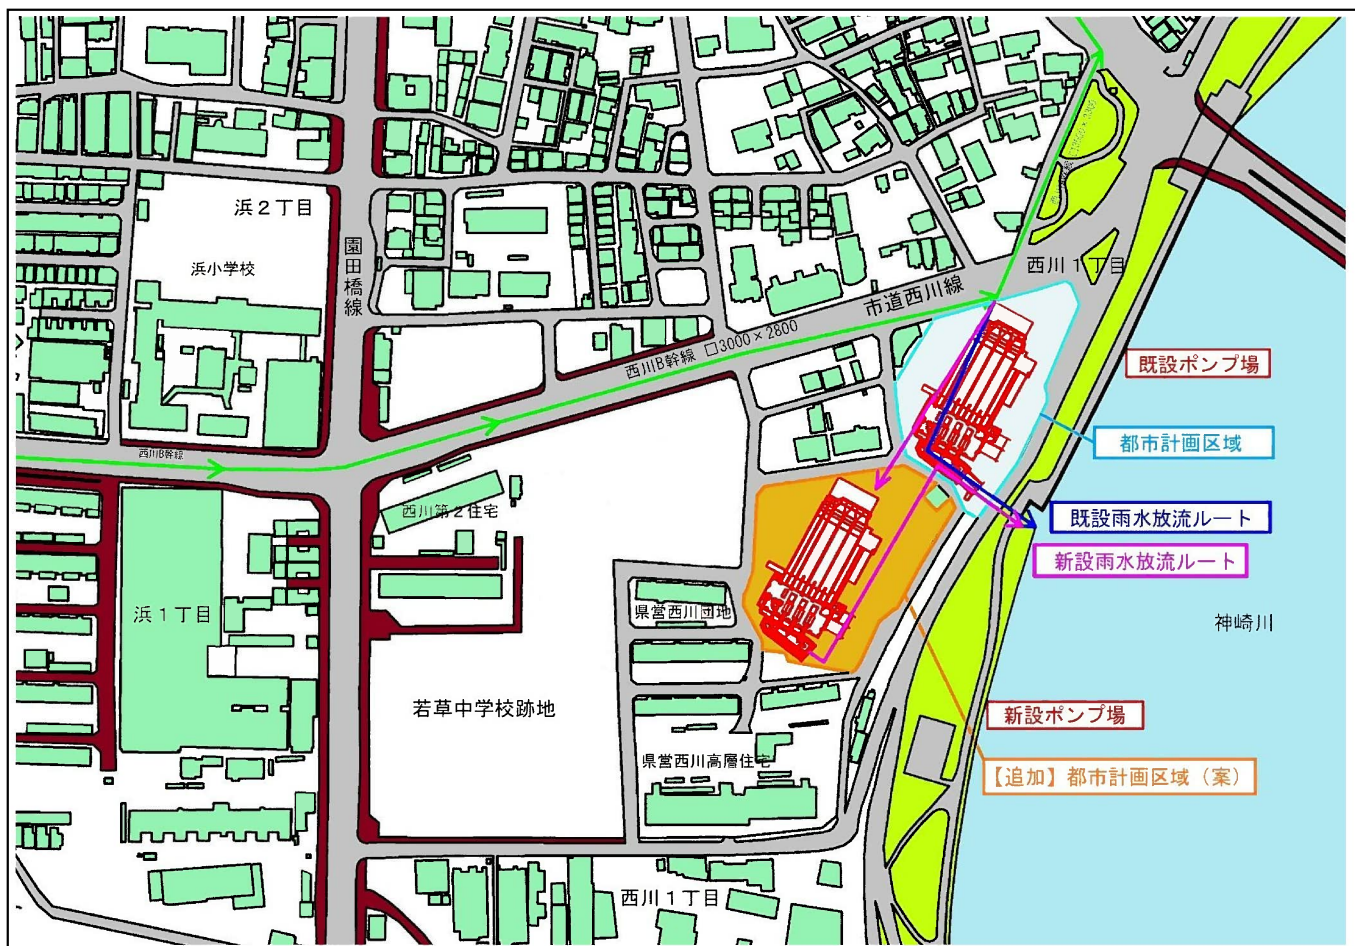 浜2丁目
浜小学校
園田橋線
市道西川線
西川1丁目
西川B幹線 □3000×2800
西川B幹線
既設ポンプ場
都市計画区域
既設雨水放流ルート
新設雨水放流ルート
西川第2住宅
浜1丁目
県営西川団地
神崎川
若草中学校跡地
新設ポンプ場
県営西川高層住宅
【追加】都市計画区域(案)
西川1丁目